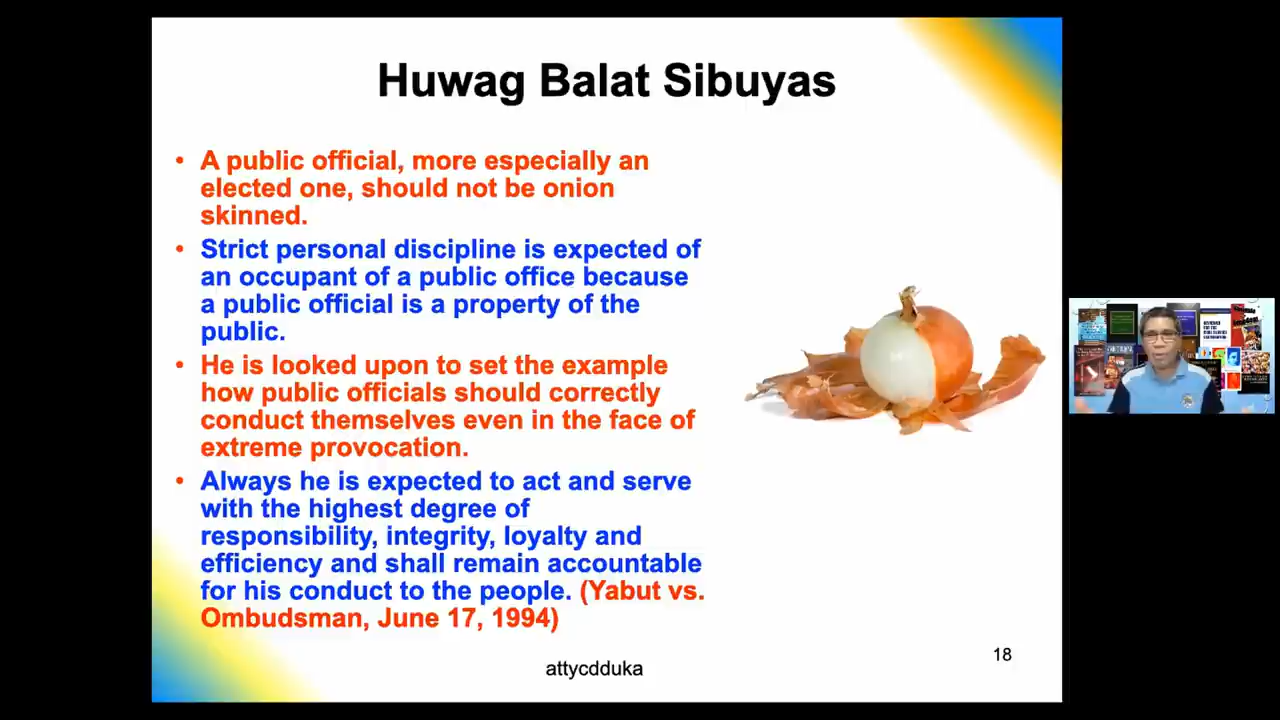 Huwag Balat Sibuyas
• A public official, more especially an
elected one, should not be onion
skinned.
• Strict personal discipline is expected of
an occupant of a public office because
a public official is a property of the
public.
• He is looked upon to set the example
how public officials should correctly
conduct themselves even in the face of
extreme provocation.
• Always he is expected to act and serve
with the highest degree of
responsibility, integrity, loyalty and
efficiency and shall remain accountable
for his conduct to the people. (Yabut vs.
Ombudsman, June 17, 1994)
attycdduka
18